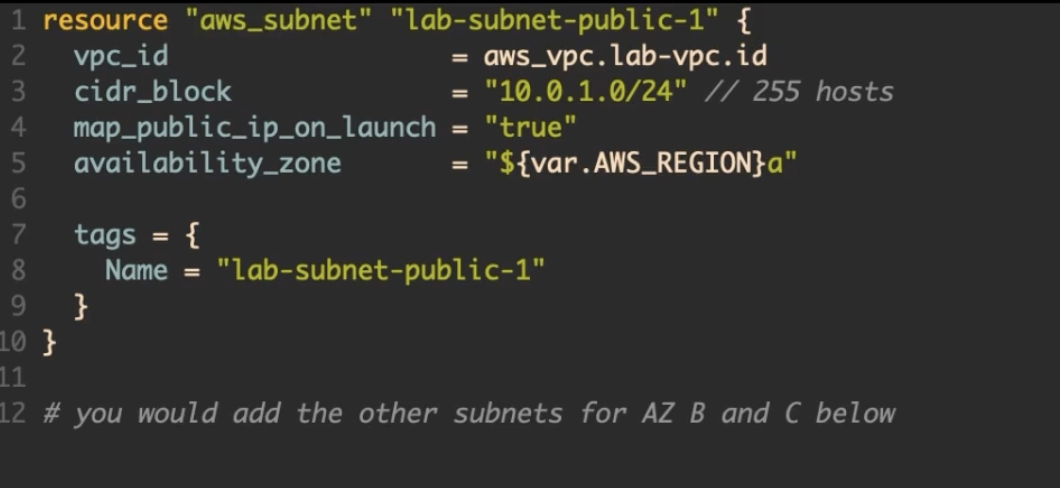 1 resource "aws_subnet" "lab-subnet-public-1" {
2   vpc_id                  = aws_vpc.lab-vpc.id
3   cidr_block              = "10.0.1.0/24" // 255 hosts
4   map_public_ip_on_launch = "true"
5   availability_zone       = "${var.AWS_REGION}a"
6
7   tags = {
8     Name = "lab-subnet-public-1"
9   }
10 }
11
12 # you would add the other subnets for AZ B and C below